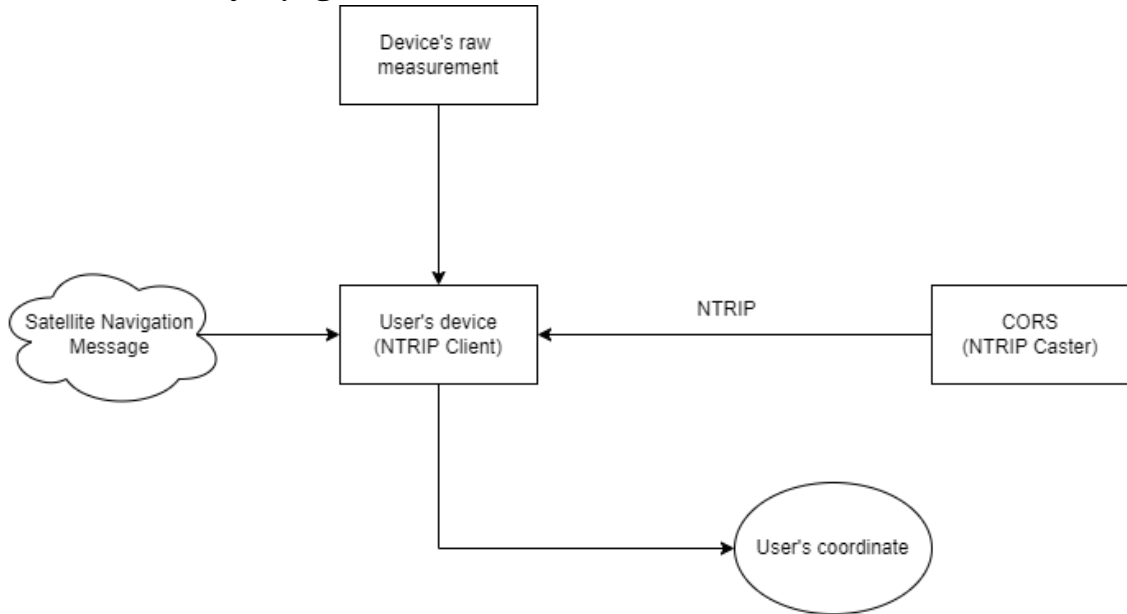 Device's raw
measurement
Satellite Navigation
Message
User's device
(NTRIP Client)
NTRIP
CORS
(NTRIP Caster)
User's coordinate